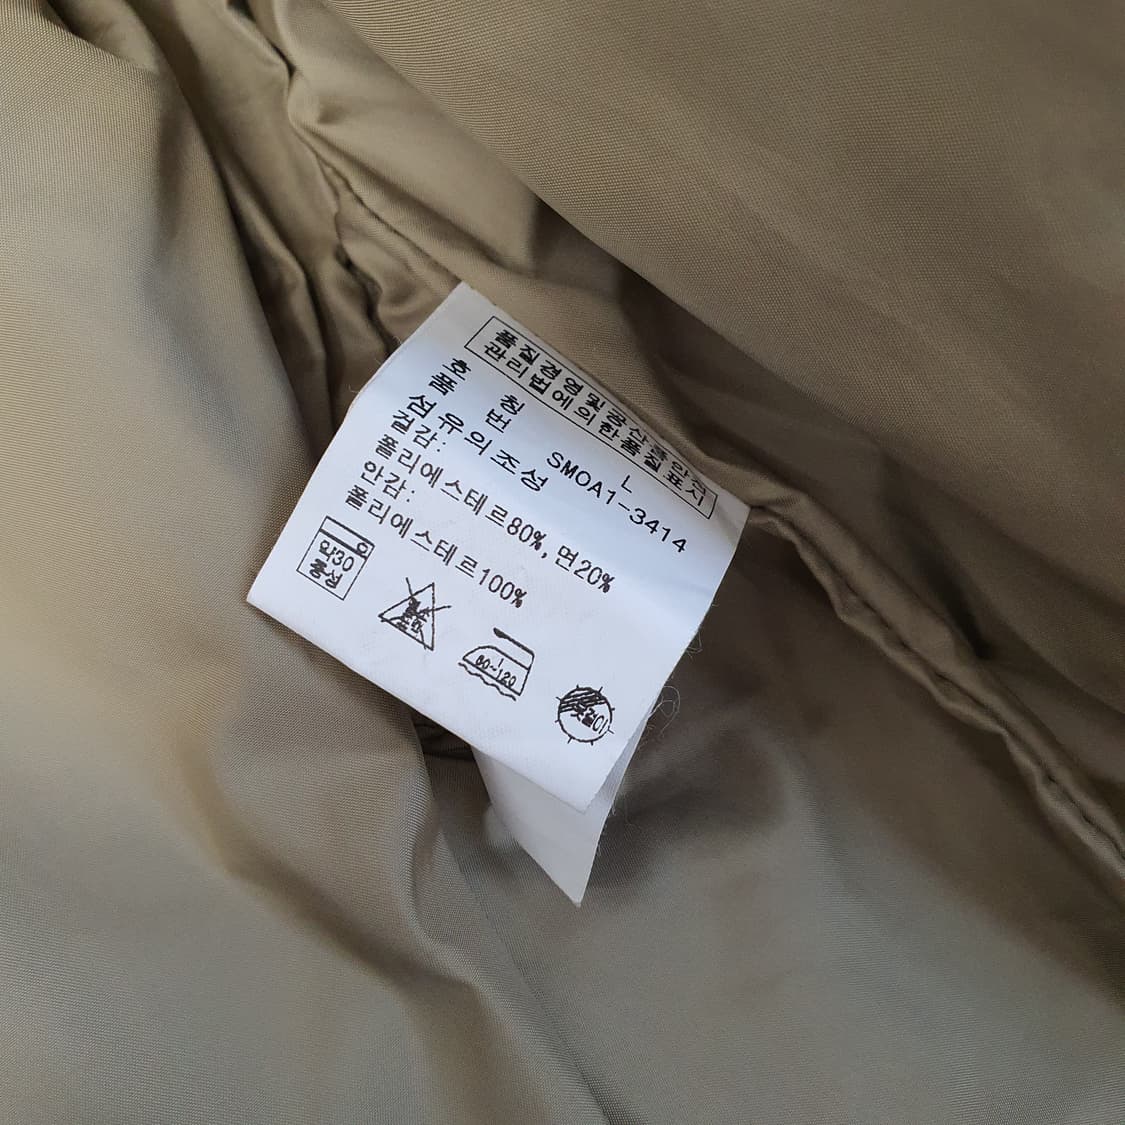 품질경영및공산품안전
관리법에의한품질표시
호 칭 L
품 번 SMOA1-3414
섬유의조성
겉감:
폴리에스테르80%,면20%
안감:
폴리에스테르100%
약30
중성
80~120
옷걸이